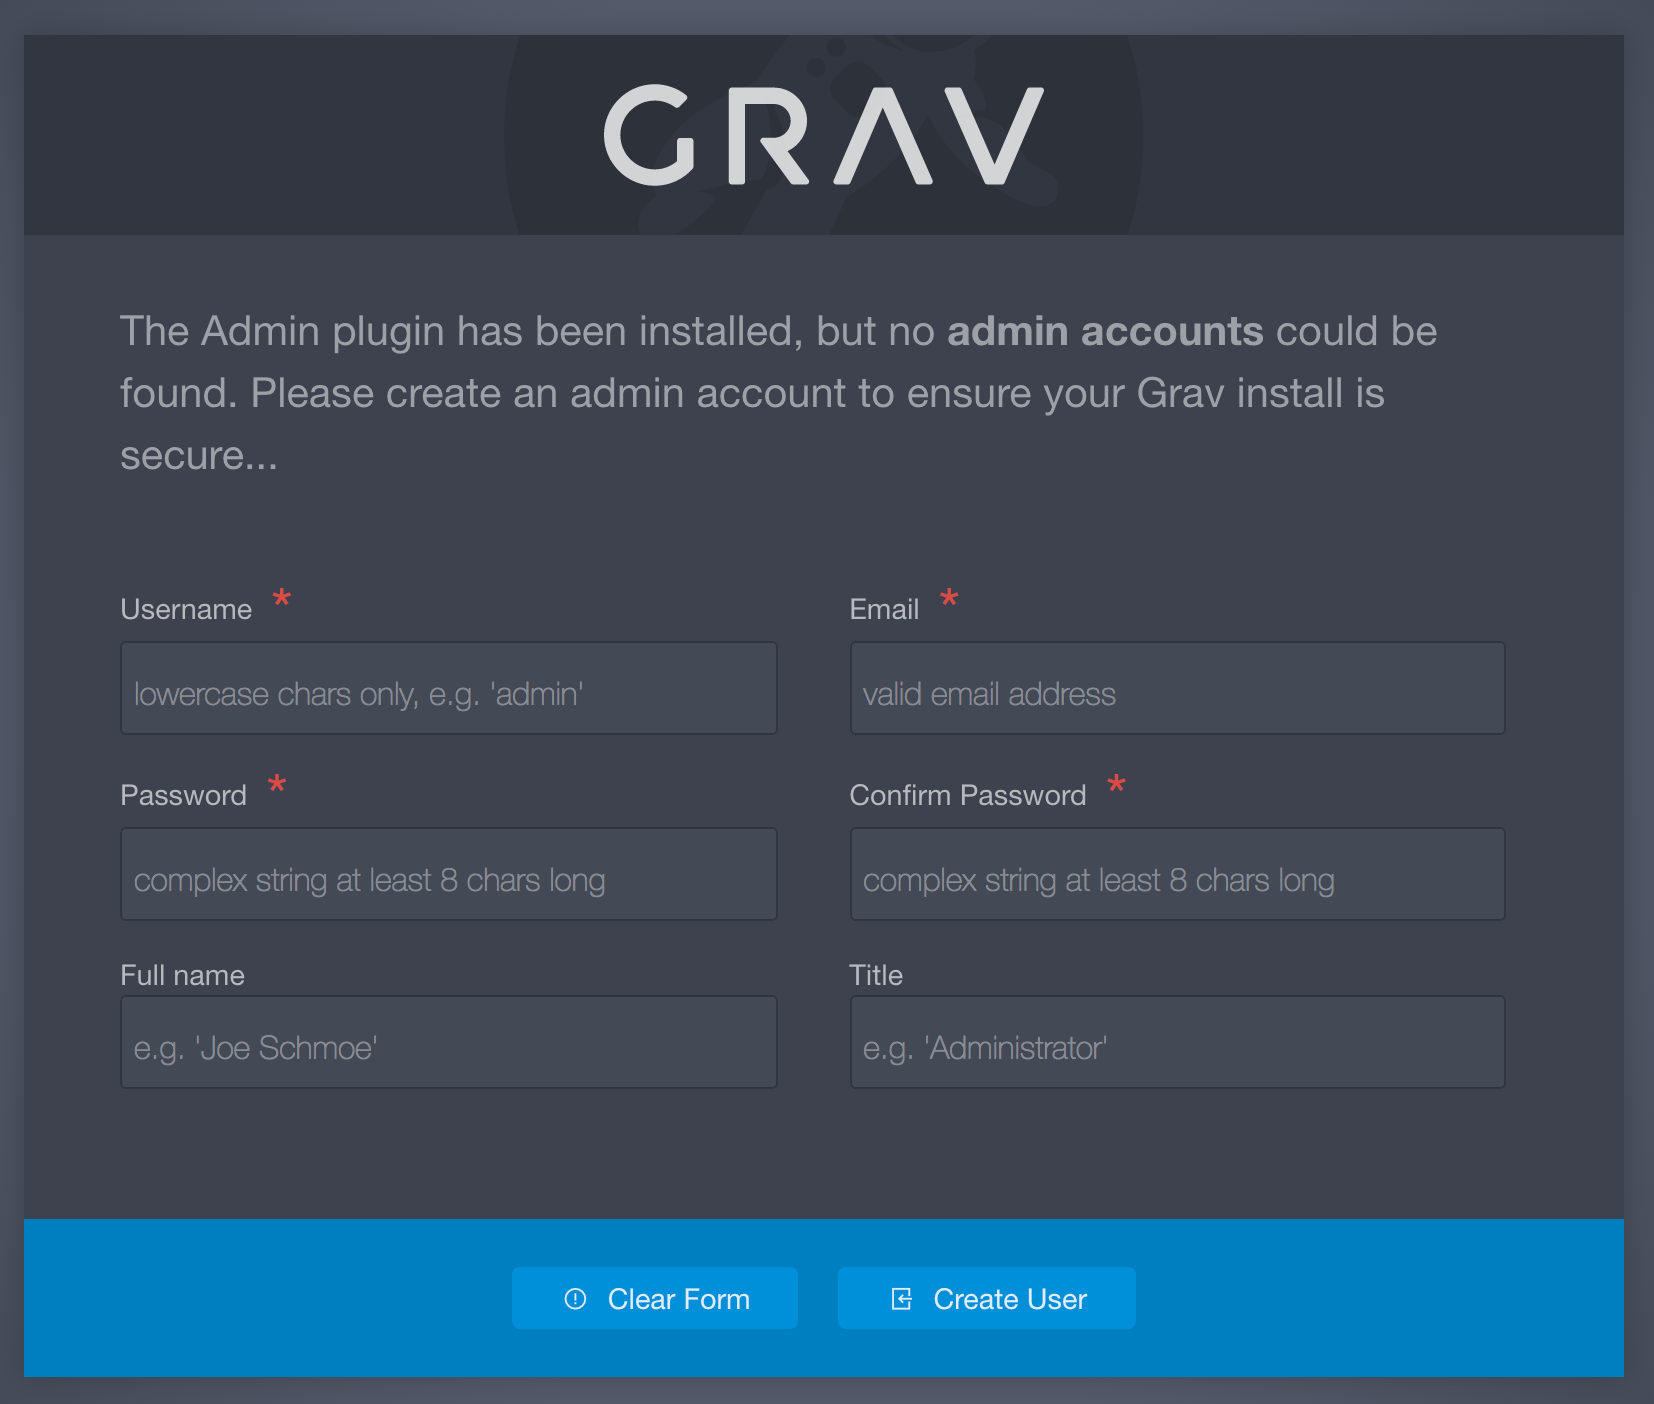 GRAV
The Admin plugin has been installed, but no admin accounts could be
found. Please create an admin account to ensure your Grav install is
secure...
Username *
Email *
lowercase chars only, e.g. 'admin'
valid email address
Password *
Confirm Password *
complex string at least 8 chars long
complex string at least 8 chars long
Full name
Title
e.g. 'Joe Schmoe'
e.g. 'Administrator'
Clear Form
Create User